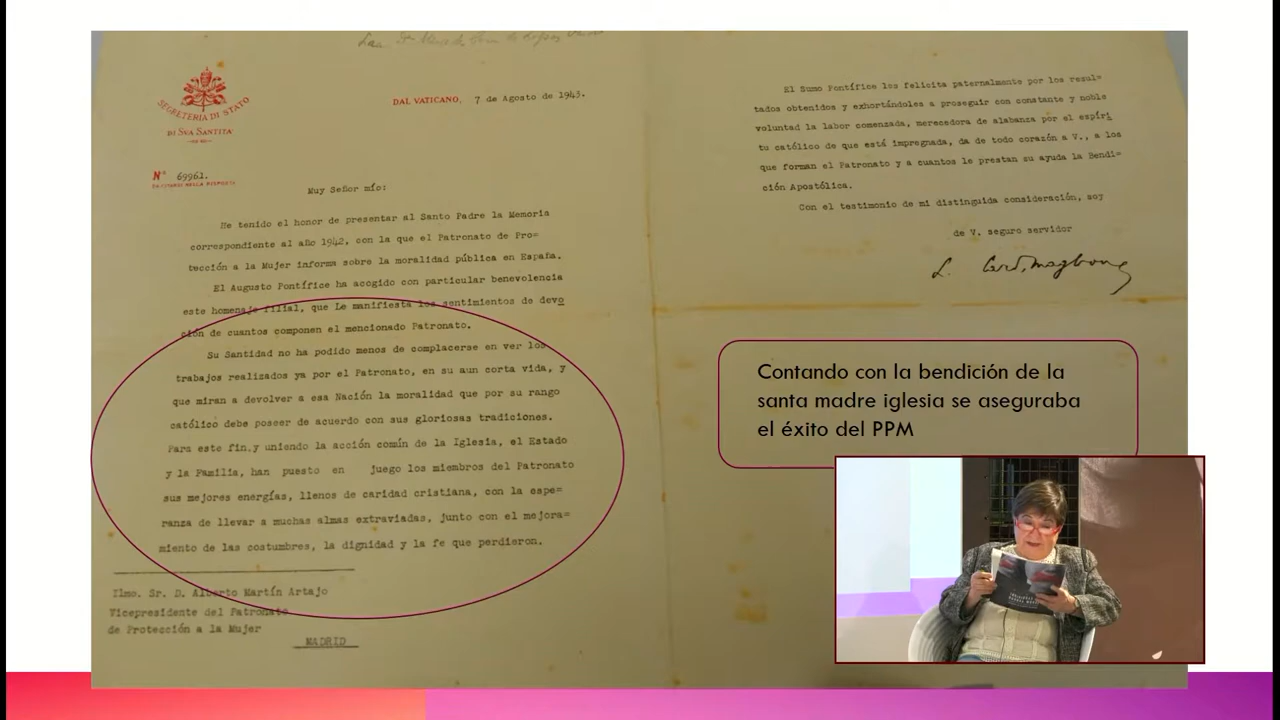 SEGRETERIA DI STATO
DI SVA SANTITA'
DAL VATICANO, 7 de Agosto de 1943.
N° 69961.
Muy Señor mío:
He tenido el honor de presentar al Santo Padre la Memoria
correspondiente al año 1942, con la que el Patronato de Pro=
tección a la Mujer informa sobre la moralidad pública en España.
El Augusto Pontífice ha acogido con particular benevolencia
este homenaje filial, que Le manifiesta los sentimientos de devo
ción de cuantos componen el mencionado Patronato.
Su Santidad no ha podido menos de complacerse en ver los
trabajos realizados ya por el Patronato, en su aun corta vida, y
que miran a devolver a esa Nación la moralidad que por su rango
católico debe poseer de acuerdo con sus gloriosas tradiciones.
Para este fin,y uniendo la acción común de la Iglesia, el Estado
y la Familia, han puesto en juego los miembros del Patronato
sus mejores energías, llenos de caridad cristiana, con la espe=
ranza de llevar a muchas almas extraviadas, junto con el mejora=
miento de las costumbres, la dignidad y la fe que perdieron.
Ilmo. Sr. D. Alberto Martín Artajo
Vicepresidente del Patronato
de Protección a la Mujer
MADRID
El Sumo Pontífice los felicita paternalmente por los resul=
tados obtenidos y exhortándoles a proseguir con constante y noble
voluntad la labor comenzada, merecedora de alabanza por el espíri
tu católico de que está impregnada, da de todo corazón a V., a los
que forman el Patronato y a cuantos le prestan su ayuda la Bendi=
ción Apostólica.
Con el testimonio de mi distinguida consideración, soy
de V. seguro servidor
L. Card. Maglione
Contando con la bendición de la
santa madre iglesia se aseguraba
el éxito del PPM